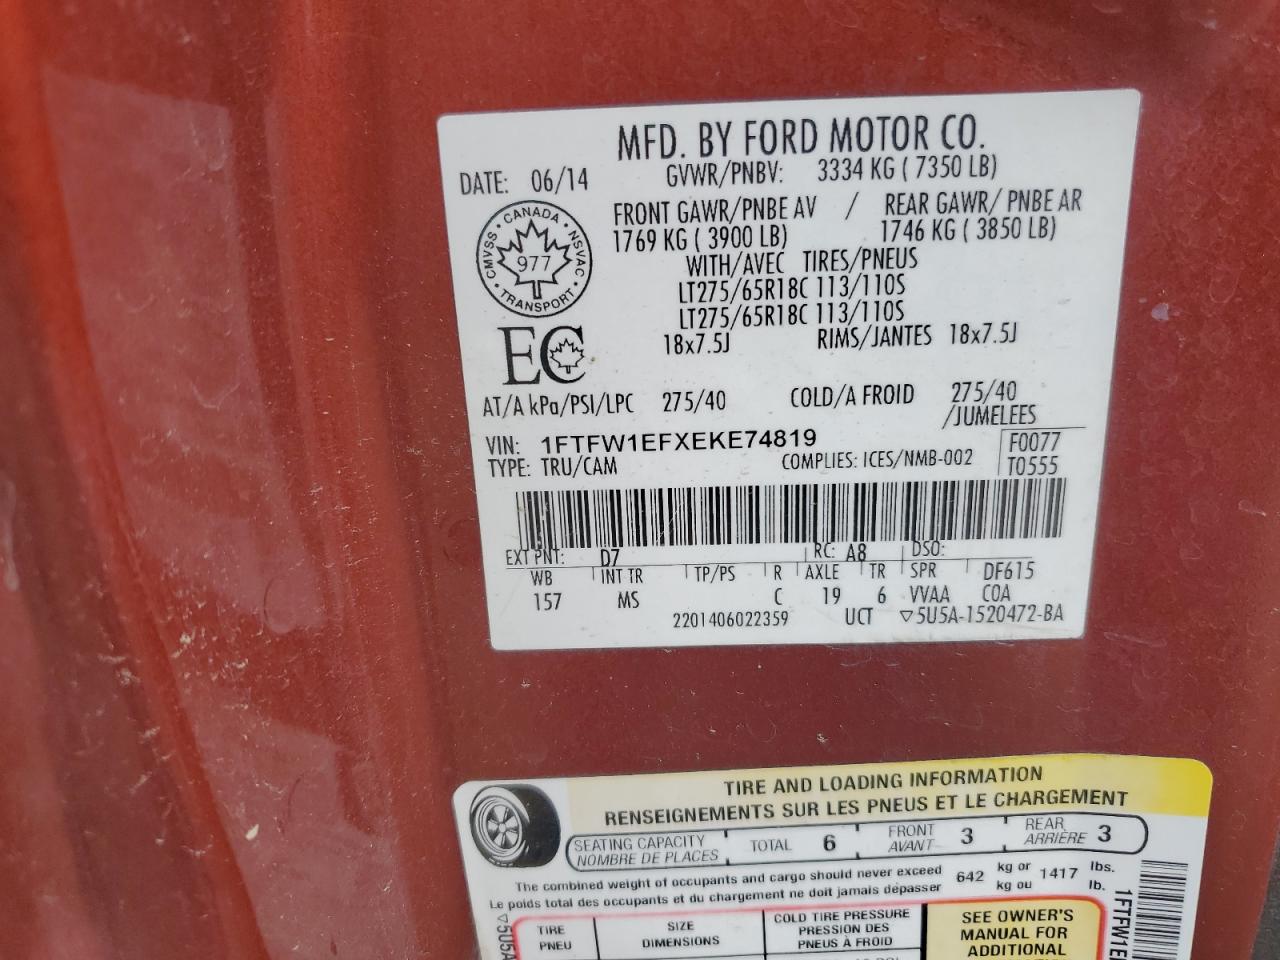 MFD. BY FORD MOTOR CO.
DATE: 06/14 GVWR/PNBV: 3334 KG ( 7350 LB)
FRONT GAWR/PNBE AV / REAR GAWR/ PNBE AR
1769 KG ( 3900 LB) 1746 KG ( 3850 LB)
WITH/AVEC TIRES/PNEUS
LT275/65R18C 113/110S
LT275/65R18C 113/110S
18x7.5J RIMS/JANTES 18x7.5J
CANADA
CMVSS · NSVAC
977
TRANSPORT
EC
AT/A kPa/PSI/LPC 275/40 COLD/A FROID 275/40
/JUMELEES
VIN: 1FTFW1EFXEKE74819 F0077
TYPE: TRU/CAM COMPLIES: ICES/NMB-002 T0555
EXT PNT: D7 RC: A8 DSO:
WB INT TR TP/PS R AXLE TR SPR DF615
157 MS C 19 6 VVAA COA
2201406022359 UCT ▽5U5A-1520472-BA
TIRE AND LOADING INFORMATION
RENSEIGNEMENTS SUR LES PNEUS ET LE CHARGEMENT
SEATING CAPACITY TOTAL 6 FRONT 3 REAR 3
NOMBRE DE PLACES AVANT ARRIÈRE
The combined weight of occupants and cargo should never exceed 642 kg or 1417 lbs.
Le poids total des occupants et du chargement ne doit jamais dépasser kg ou lb.
TIRE SIZE COLD TIRE PRESSURE
PNEU DIMENSIONS PRESSION DES
PNEUS À FROID
SEE OWNER'S
MANUAL FOR
ADDITIONAL
▽5U5A
1FTFW1E